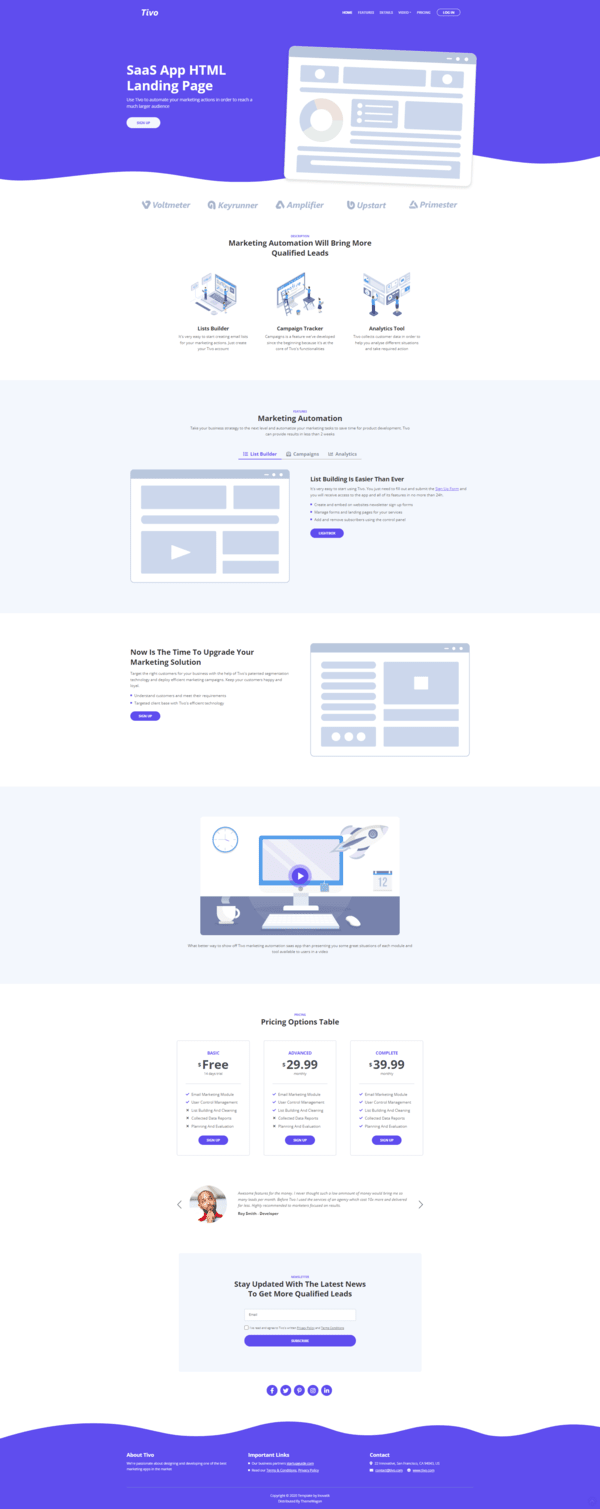 Tivo
HOME FEATURES DETAILS VIDEO PRICING LOG IN
SaaS App HTML
Landing Page
Use Tivo to automate your marketing actions in order to reach a
much larger audience
SIGN UP
Voltmeter Keyrunner Amplifier Upstart Primester
DESCRIPTION
Marketing Automation Will Bring More
Qualified Leads
Lists Builder
It's very easy to start creating email lists
for your marketing actions. Just create
your Tivo account
Campaign Tracker
Campaigns is a feature we've developed
since the beginning because it's at the
core of Tivo's functionalities
Analytics Tool
Tivo collects customer data in order to
help you analyse different situations
and take required action
FEATURES
Marketing Automation
Take your business strategy to the next level and automatize your marketing tasks to save time for product development. Tivo
can provide results in less than 2 weeks
List Builder Campaigns Analytics
List Building Is Easier Than Ever
It's very easy to start using Tivo. You just need to fill out and submit the Sign Up Form and
you will receive access to the app and all of its features in no more than 24h.
Create and embed on websites newsletter sign up forms
Manage forms and landing pages for your services
Add and remove subscribers using the control panel
LIGHTBOX
Now Is The Time To Upgrade Your
Marketing Solution
Target the right customers for your business with the help of Tivo's patented segmentation
technology and deploy efficient marketing campaigns. Keep your customers happy and
loyal.
Understand customers and meet their requirements
Targeted client base with Tivo's efficient technology
SIGN UP
12
What better way to show off Tivo marketing automation saas app than presenting you some great situations of each module and
tool available to users in a video
PRICING
Pricing Options Table
BASIC
$Free
14 days trial
Email Marketing Module
User Control Management
List Building And Cleaning
Collected Data Reports
Planning And Evaluation
SIGN UP
ADVANCED
$29.99
monthly
Email Marketing Module
User Control Management
List Building And Cleaning
Collected Data Reports
Planning And Evaluation
SIGN UP
COMPLETE
$39.99
monthly
Email Marketing Module
User Control Management
List Building And Cleaning
Collected Data Reports
Planning And Evaluation
SIGN UP
Awesome features for the money. I never thought such a low ammount of money would bring me so
many leads per month. Before Tivo I used the services of an agency which cost 10x more and delivered
far less. Highly recommended to marketers focused on results.
Roy Smith - Developer
NEWSLETTER
Stay Updated With The Latest News
To Get More Qualified Leads
Email
I've read and agree to Tivo's written Privacy Policy and Terms Conditions
SUBSCRIBE
About Tivo
We're passionate about designing and developing one of the best
marketing apps in the market
Important Links
Our business partners startupguide.com
Read our Terms & Conditions, Privacy Policy
Contact
22 Innovative, San Francisco, CA 94043, US
contact@tivo.com www.tivo.com
Copyright © 2020 Template by Inovatik
Distributed By ThemeWagon